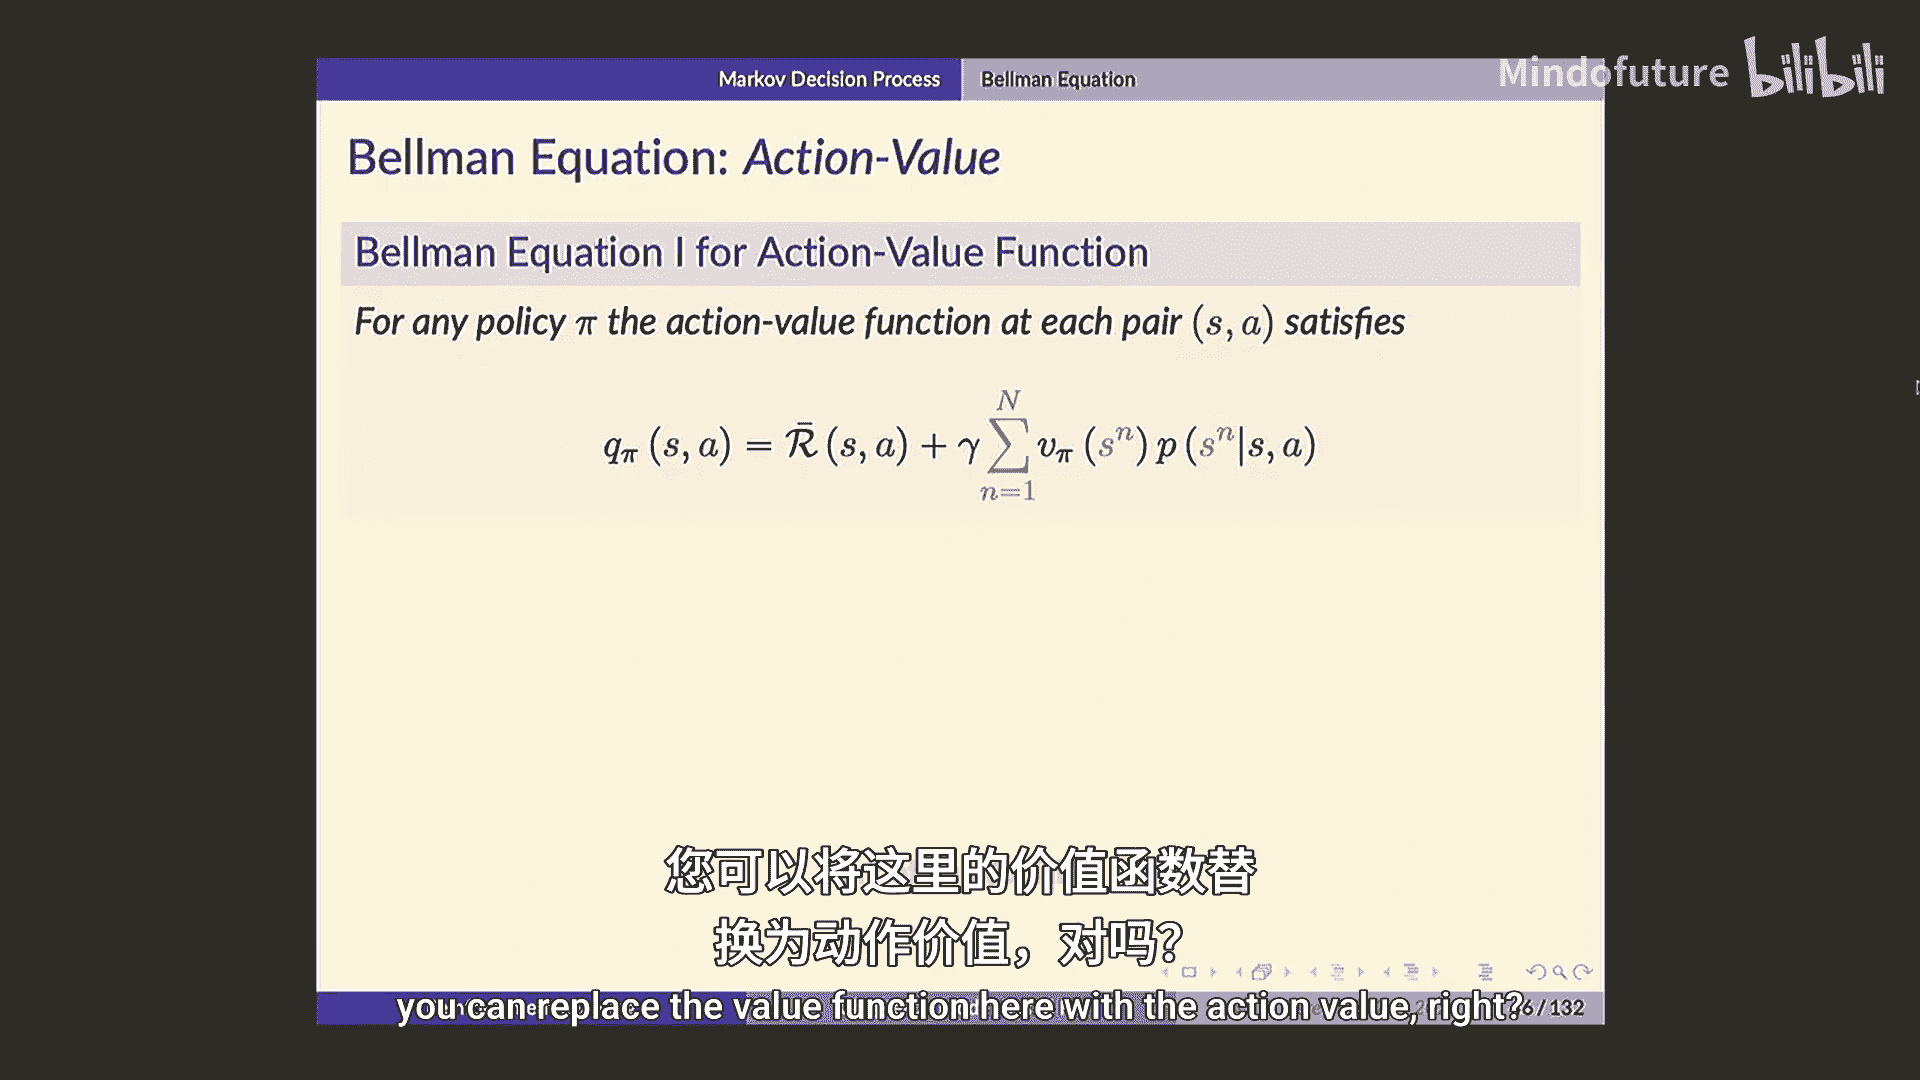 Markov Decision Process
Bellman Equation
Mindofuture bilibili
Bellman Equation: Action-Value
Bellman Equation I for Action-Value Function
For any policy π the action-value function at each pair (s, a) satisfies
q_π (s, a) = R̄ (s, a) + γ ∑_{n=1}^{N} v_π (s^n) p (s^n|s, a)
您可以将这里的价值函数替
换为动作价值，对吗？
you can replace the value function here with the action value, right?
6 / 132